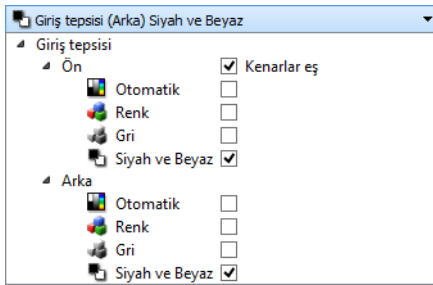 Giriş tepsisi (Arka) Siyah ve Beyaz
Giriş tepsisi
Ön Kenarlar eş
Otomatik
Renk
Gri
Siyah ve Beyaz
Arka
Otomatik
Renk
Gri
Siyah ve Beyaz